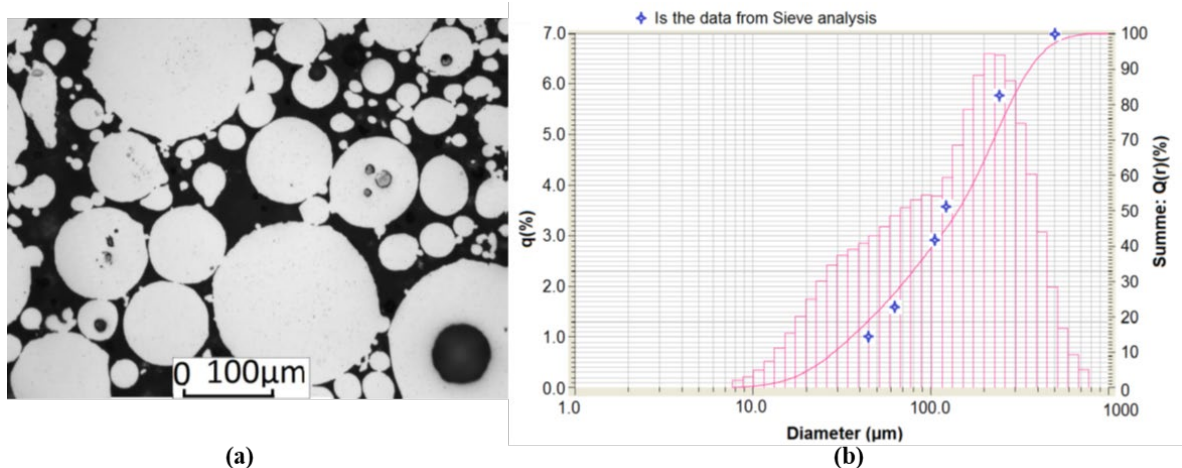 0 100μm
(a)
Is the data from Sieve analysis
q(%)
7.0
6.0
5.0
4.0
3.0
2.0
1.0
0.0
Summe: Q(r)(%)
100
90
80
70
60
50
40
30
20
10
0
1.0 10.0 100.0 1000
Diameter (μm)
(b)